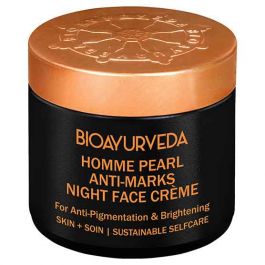 BIOAYURVEDA
HOMME PEARL
ANTI-MARKS
NIGHT FACE CRÈME
For Anti-Pigmentation & Brightening
SKIN + SOIN | SUSTAINABLE SELFCARE